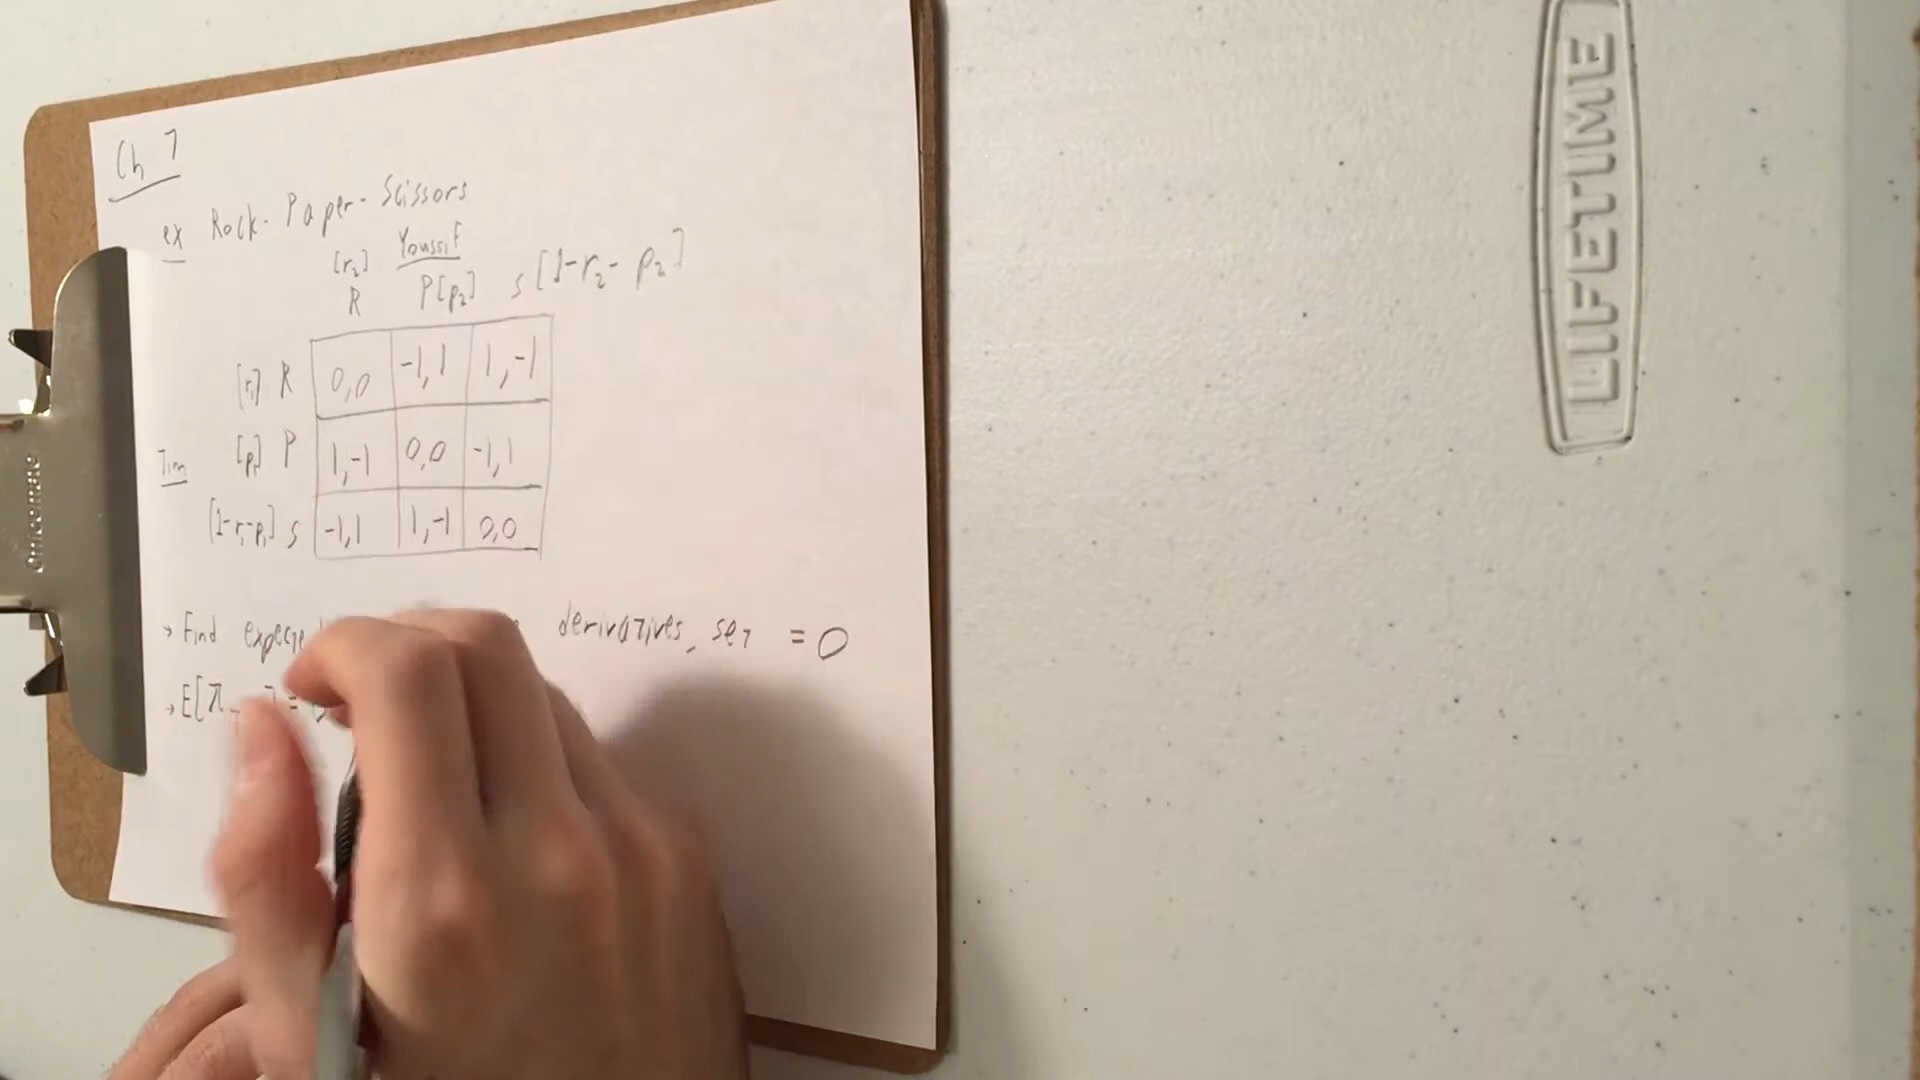 Ch 7
ex Rock-Paper-Scissors
Youssif
[r₂] R P[p₂] S[1-r₂-p₂]
[r₁] R 0,0 -1,1 1,-1
Tim [p₁] P 1,-1 0,0 -1,1
[1-r₁-p₁] S -1,1 1,-1 0,0
→ Find derivatives, set = 0
→ E[π
Officemate
LIFETIME